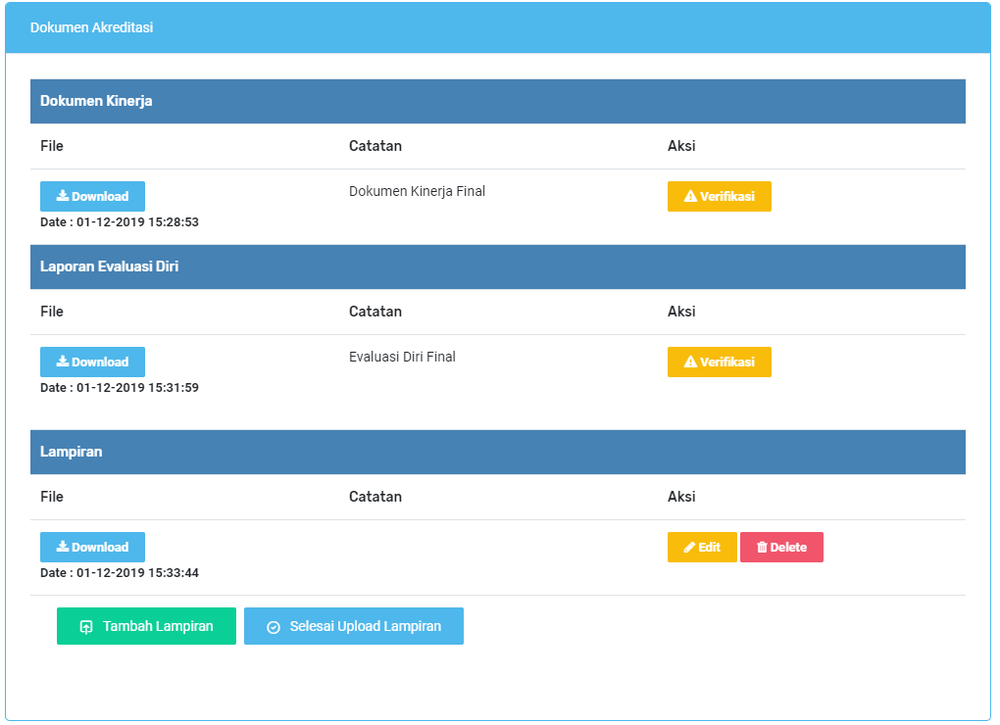 Dokumen Akreditasi
Dokumen Kinerja
File Catatan Aksi
Download Dokumen Kinerja Final Verifikasi
Date : 01-12-2019 15:28:53
Laporan Evaluasi Diri
File Catatan Aksi
Download Evaluasi Diri Final Verifikasi
Date : 01-12-2019 15:31:59
Lampiran
File Catatan Aksi
Download Edit Delete
Date : 01-12-2019 15:33:44
Tambah Lampiran Selesai Upload Lampiran